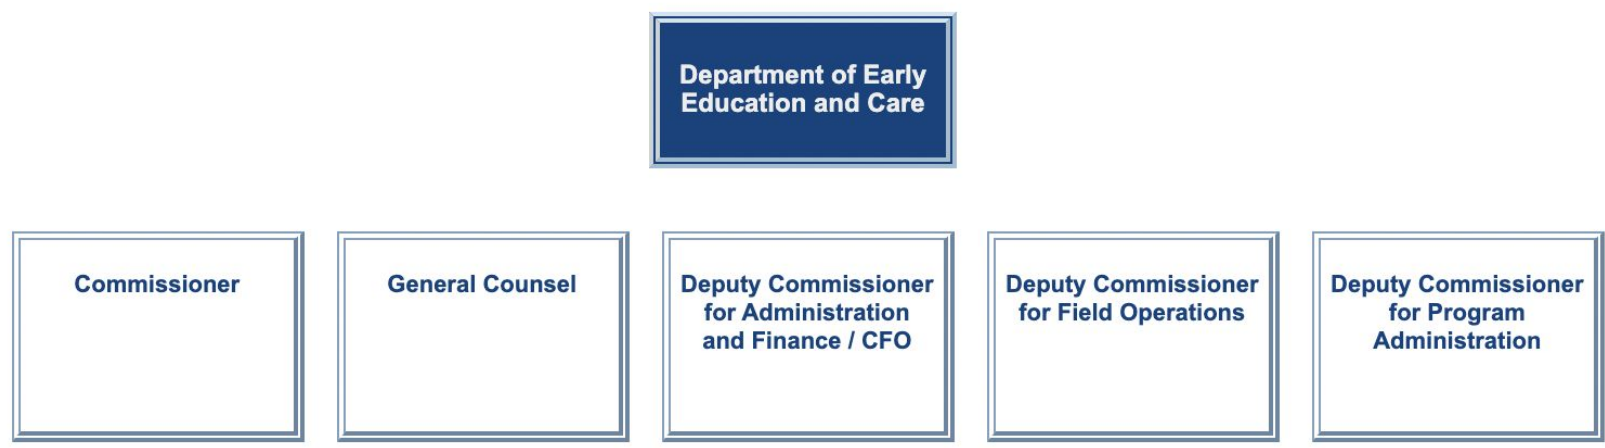 Department of Early
Education and Care
Commissioner
General Counsel
Deputy Commissioner
for Administration
and Finance / CFO
Deputy Commissioner
for Field Operations
Deputy Commissioner
for Program
Administration